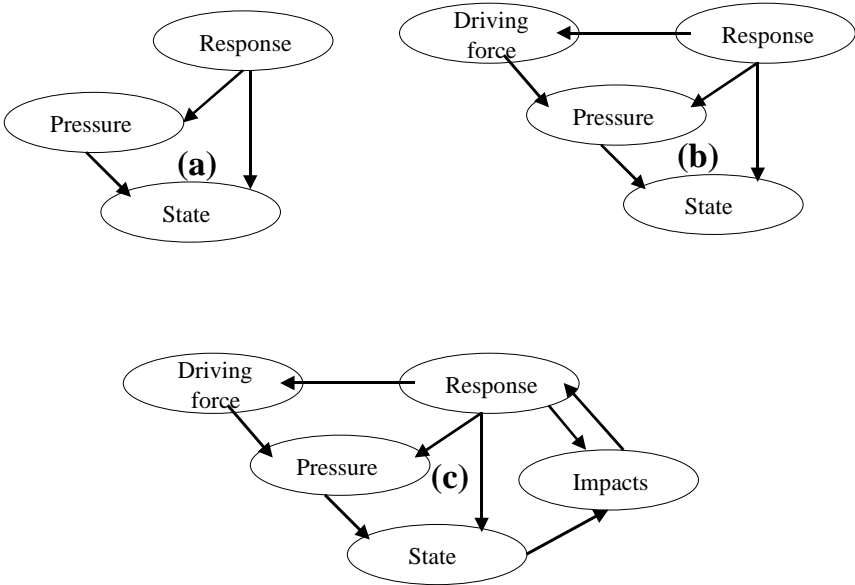 Response
Pressure
(a)
State
Driving
force
Response
Pressure
(b)
State
Driving
force
Response
Pressure
(c)
Impacts
State